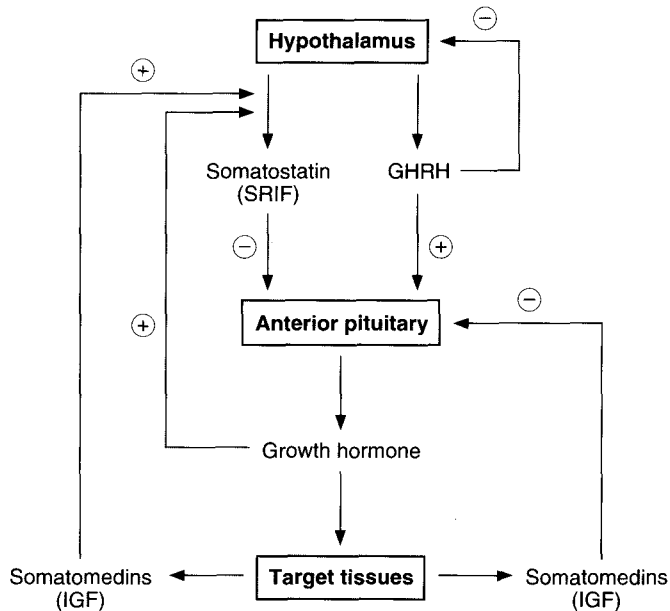 Hypothalamus
−
+
Somatostatin
(SRIF)
GHRH
−
+
Anterior pituitary
−
+
Growth hormone
Somatomedins
(IGF)
Target tissues
Somatomedins
(IGF)